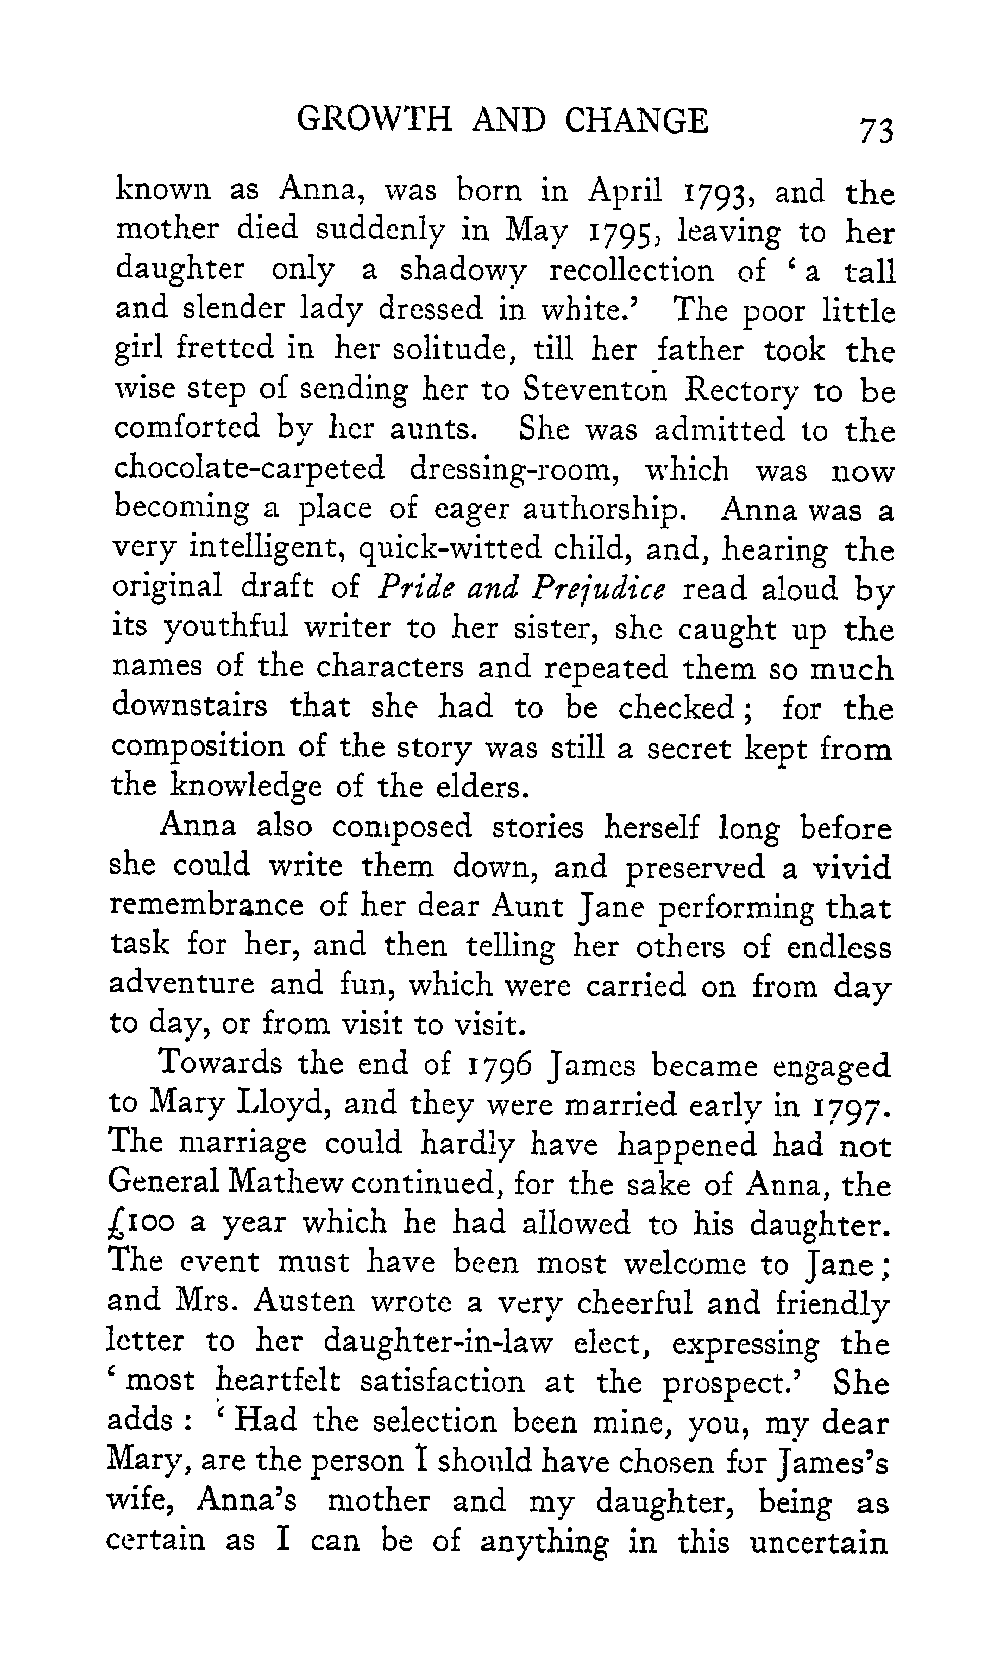 GROWTH AND CHANGE 73
known as Anna, was born in April 1793, and the
mother died suddenly in May 1795, leaving to her
daughter only a shadowy recollection of ‘ a tall
and slender lady dressed in white.’ The poor little
girl fretted in her solitude, till her father took the
wise step of sending her to Steventon Rectory to be
comforted by her aunts. She was admitted to the
chocolate-carpeted dressing-room, which was now
becoming a place of eager authorship. Anna was a
very intelligent, quick-witted child, and, hearing the
original draft of Pride and Prejudice read aloud by
its youthful writer to her sister, she caught up the
names of the characters and repeated them so much
downstairs that she had to be checked ; for the
composition of the story was still a secret kept from
the knowledge of the elders.
Anna also composed stories herself long before
she could write them down, and preserved a vivid
remembrance of her dear Aunt Jane performing that
task for her, and then telling her others of endless
adventure and fun, which were carried on from day
to day, or from visit to visit.
Towards the end of 1796 James became engaged
to Mary Lloyd, and they were married early in 1797.
The marriage could hardly have happened had not
General Mathew continued, for the sake of Anna, the
£100 a year which he had allowed to his daughter.
The event must have been most welcome to Jane ;
and Mrs. Austen wrote a very cheerful and friendly
letter to her daughter-in-law elect, expressing the
‘ most heartfelt satisfaction at the prospect.’ She
adds : ‘ Had the selection been mine, you, my dear
Mary, are the person I should have chosen for James’s
wife, Anna’s mother and my daughter, being as
certain as I can be of anything in this uncertain